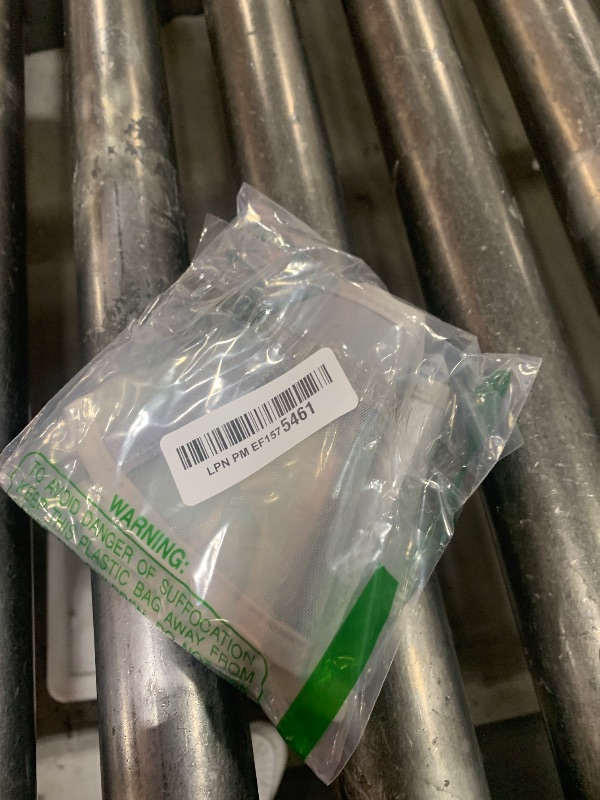 LPN PM EF1575461
WARNING:
TO AVOID DANGER OF SUFFOCATION
KEEP THIS PLASTIC BAG AWAY FROM